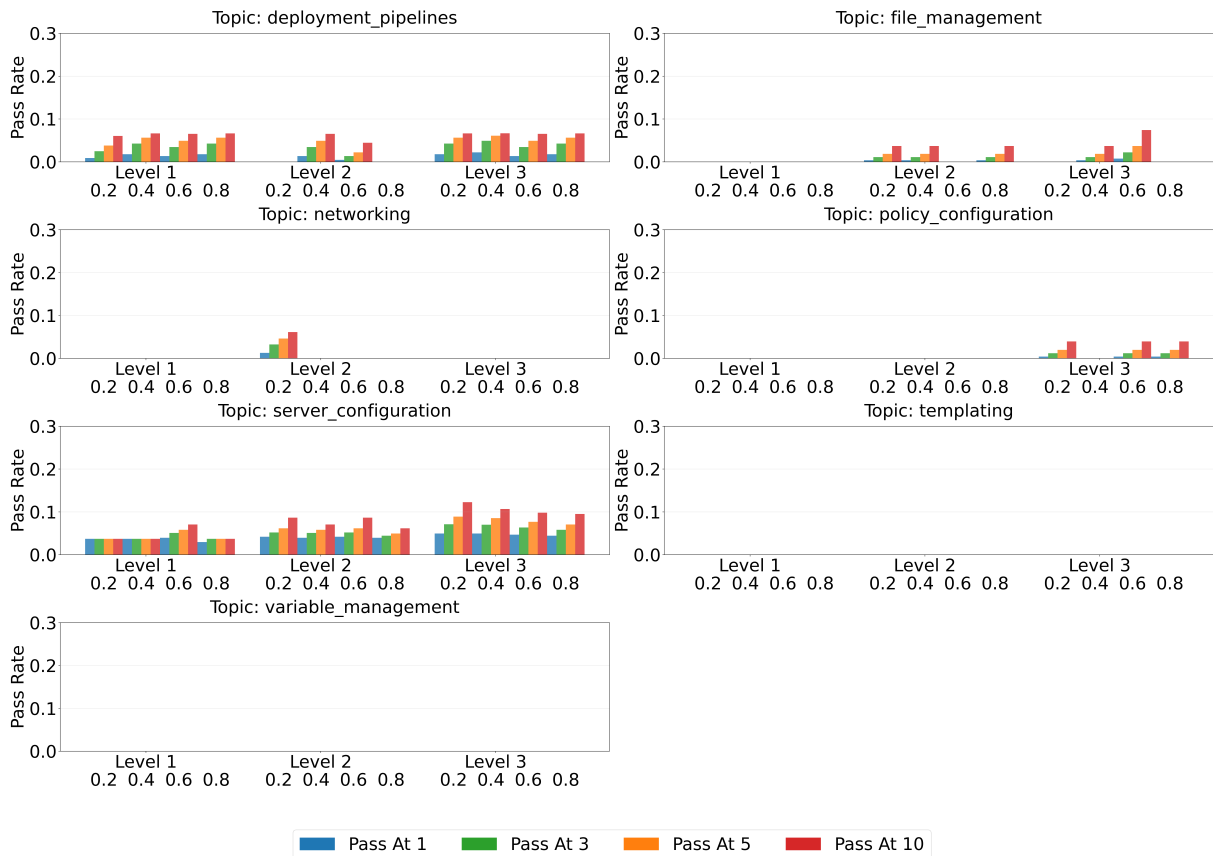 Topic: deployment_pipelines
Pass Rate
0.3
0.2
0.1
0.0
Level 1 Level 2 Level 3
0.2 0.4 0.6 0.8 0.2 0.4 0.6 0.8 0.2 0.4 0.6 0.8
Topic: file_management
Pass Rate
0.3
0.2
0.1
0.0
Level 1 Level 2 Level 3
0.2 0.4 0.6 0.8 0.2 0.4 0.6 0.8 0.2 0.4 0.6 0.8
Topic: networking
Pass Rate
0.3
0.2
0.1
0.0
Level 1 Level 2 Level 3
0.2 0.4 0.6 0.8 0.2 0.4 0.6 0.8 0.2 0.4 0.6 0.8
Topic: policy_configuration
Pass Rate
0.3
0.2
0.1
0.0
Level 1 Level 2 Level 3
0.2 0.4 0.6 0.8 0.2 0.4 0.6 0.8 0.2 0.4 0.6 0.8
Topic: server_configuration
Pass Rate
0.3
0.2
0.1
0.0
Level 1 Level 2 Level 3
0.2 0.4 0.6 0.8 0.2 0.4 0.6 0.8 0.2 0.4 0.6 0.8
Topic: templating
Pass Rate
0.3
0.2
0.1
0.0
Level 1 Level 2 Level 3
0.2 0.4 0.6 0.8 0.2 0.4 0.6 0.8 0.2 0.4 0.6 0.8
Topic: variable_management
Pass Rate
0.3
0.2
0.1
0.0
Level 1 Level 2 Level 3
0.2 0.4 0.6 0.8 0.2 0.4 0.6 0.8 0.2 0.4 0.6 0.8
Pass At 1 Pass At 3 Pass At 5 Pass At 10